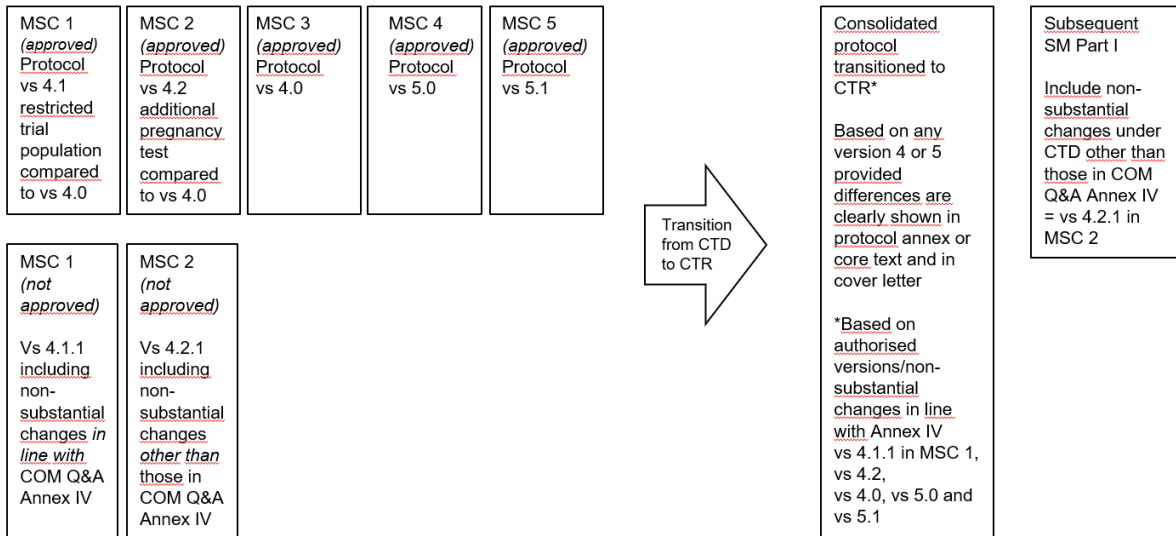 MSC 1
(approved)
Protocol
vs 4.1
restricted
trial
population
compared
to vs 4.0
MSC 2
(approved)
Protocol
vs 4.2
additional
pregnancy
test
compared
to vs 4.0
MSC 3
(approved)
Protocol
vs 4.0
MSC 4
(approved)
Protocol
vs 5.0
MSC 5
(approved)
Protocol
vs 5.1
MSC 1
(not
approved)
Vs 4.1.1
including
non-
substantial
changes in
line with
COM Q&A
Annex IV
MSC 2
(not
approved)
Vs 4.2.1
including
non-
substantial
changes
other than
those in
COM Q&A
Annex IV
Transition
from CTD
to CTR
Consolidated
protocol
transitioned to
CTR*
Based on any
version 4 or 5
provided
differences are
clearly shown in
protocol annex or
core text and in
cover letter
*Based on
authorised
versions/non-
substantial
changes in line
with Annex IV
vs 4.1.1 in MSC 1,
vs 4.2,
vs 4.0, vs 5.0 and
vs 5.1
Subsequent
SM Part I
Include non-
substantial
changes under
CTD other than
those in COM
Q&A Annex IV
= vs 4.2.1 in
MSC 2